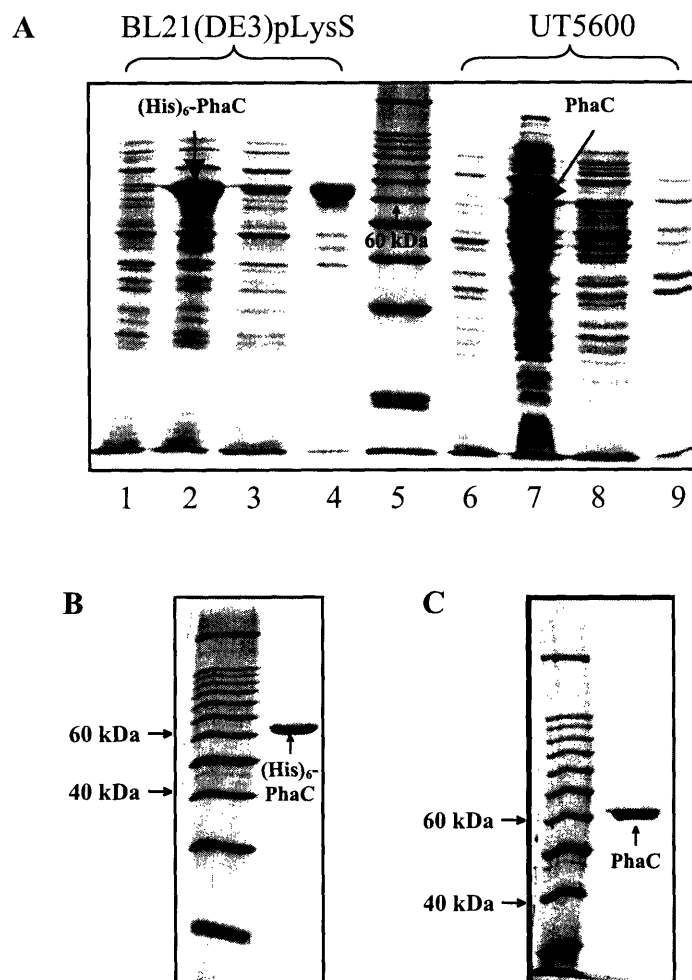 A
BL21(DE3)pLysS
UT5600
(His)₆-PhaC
PhaC
60 kDa
1 2 3 4 5 6 7 8 9
B
60 kDa
40 kDa
(His)₆-
PhaC
C
60 kDa
40 kDa
PhaC